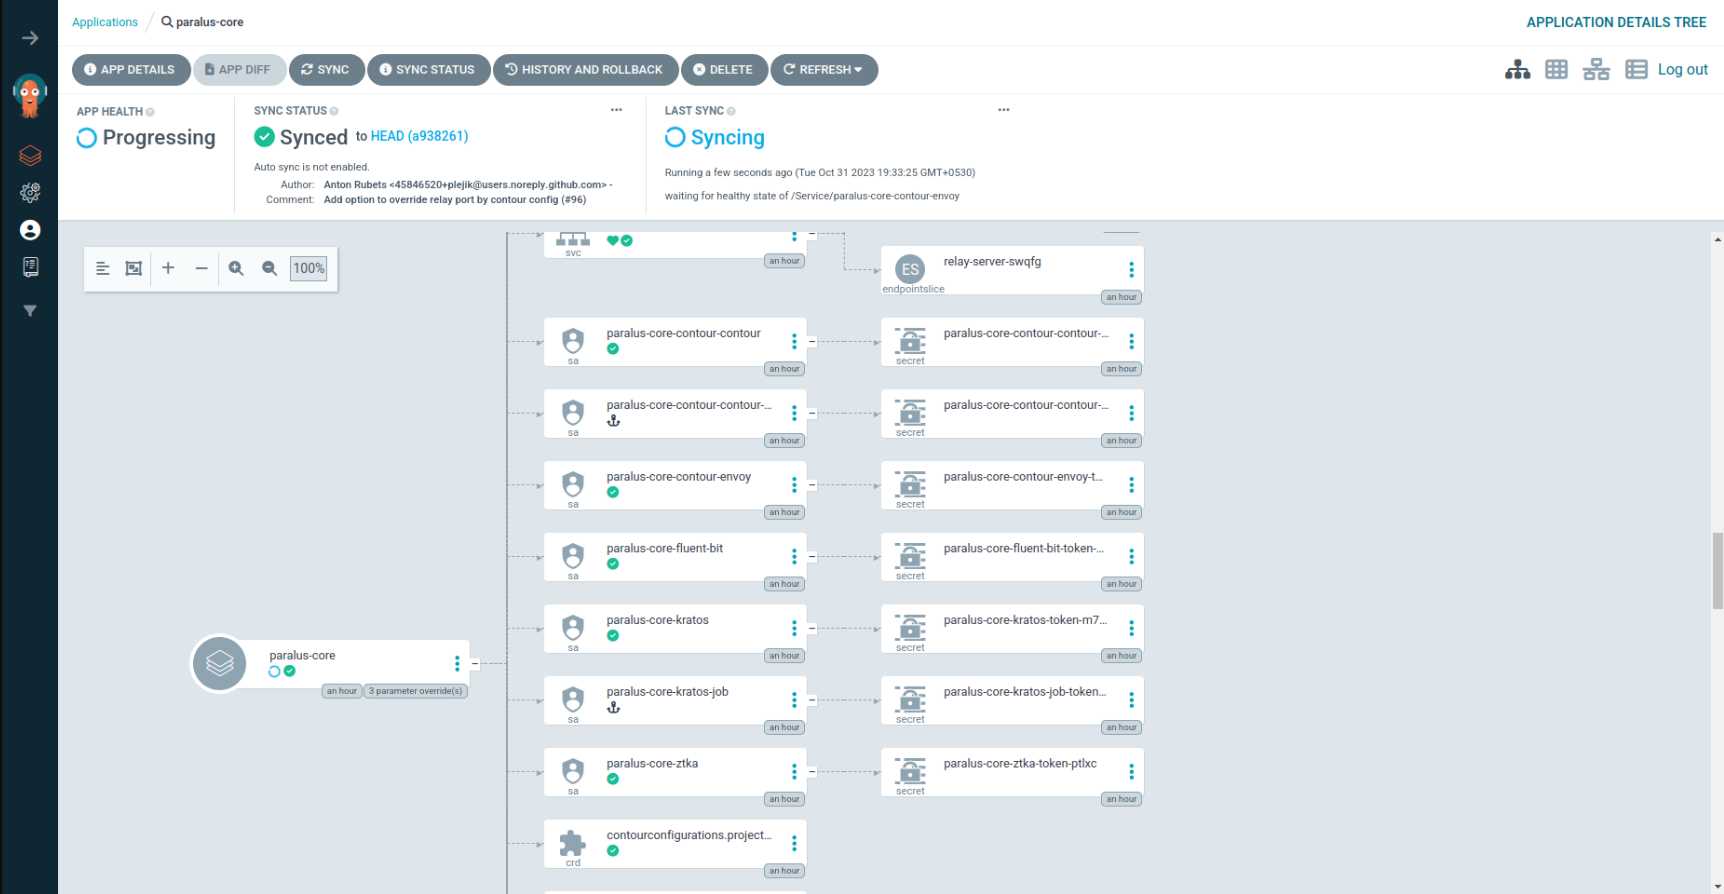 Applications / paralus-core
APPLICATION DETAILS TREE
APP DETAILS
APP DIFF
SYNC
SYNC STATUS
HISTORY AND ROLLBACK
DELETE
REFRESH
Log out
APP HEALTH
Progressing
SYNC STATUS
...
Synced to HEAD (a938261)
Auto sync is not enabled.
Author: Anton Rubets <45846520+plejik@users.noreply.github.com> -
Comment: Add option to override relay port by contour config (#96)
LAST SYNC
...
Syncing
Running a few seconds ago (Tue Oct 31 2023 19:33:25 GMT+0530)
waiting for healthy state of /Service/paralus-core-contour-envoy
100%
svc
an hour
ES
endpointslice
relay-server-swqfg
an hour
sa
paralus-core-contour-contour
an hour
secret
paralus-core-contour-contour-...
an hour
sa
paralus-core-contour-contour-...
an hour
secret
paralus-core-contour-contour-...
an hour
sa
paralus-core-contour-envoy
an hour
secret
paralus-core-contour-envoy-t...
an hour
sa
paralus-core-fluent-bit
an hour
secret
paralus-core-fluent-bit-token-...
an hour
sa
paralus-core-kratos
an hour
secret
paralus-core-kratos-token-m7...
an hour
paralus-core
an hour
3 parameter override(s)
sa
paralus-core-kratos-job
an hour
secret
paralus-core-kratos-job-token...
an hour
sa
paralus-core-ztka
an hour
secret
paralus-core-ztka-token-ptlxc
an hour
crd
contourconfigurations.project...
an hour